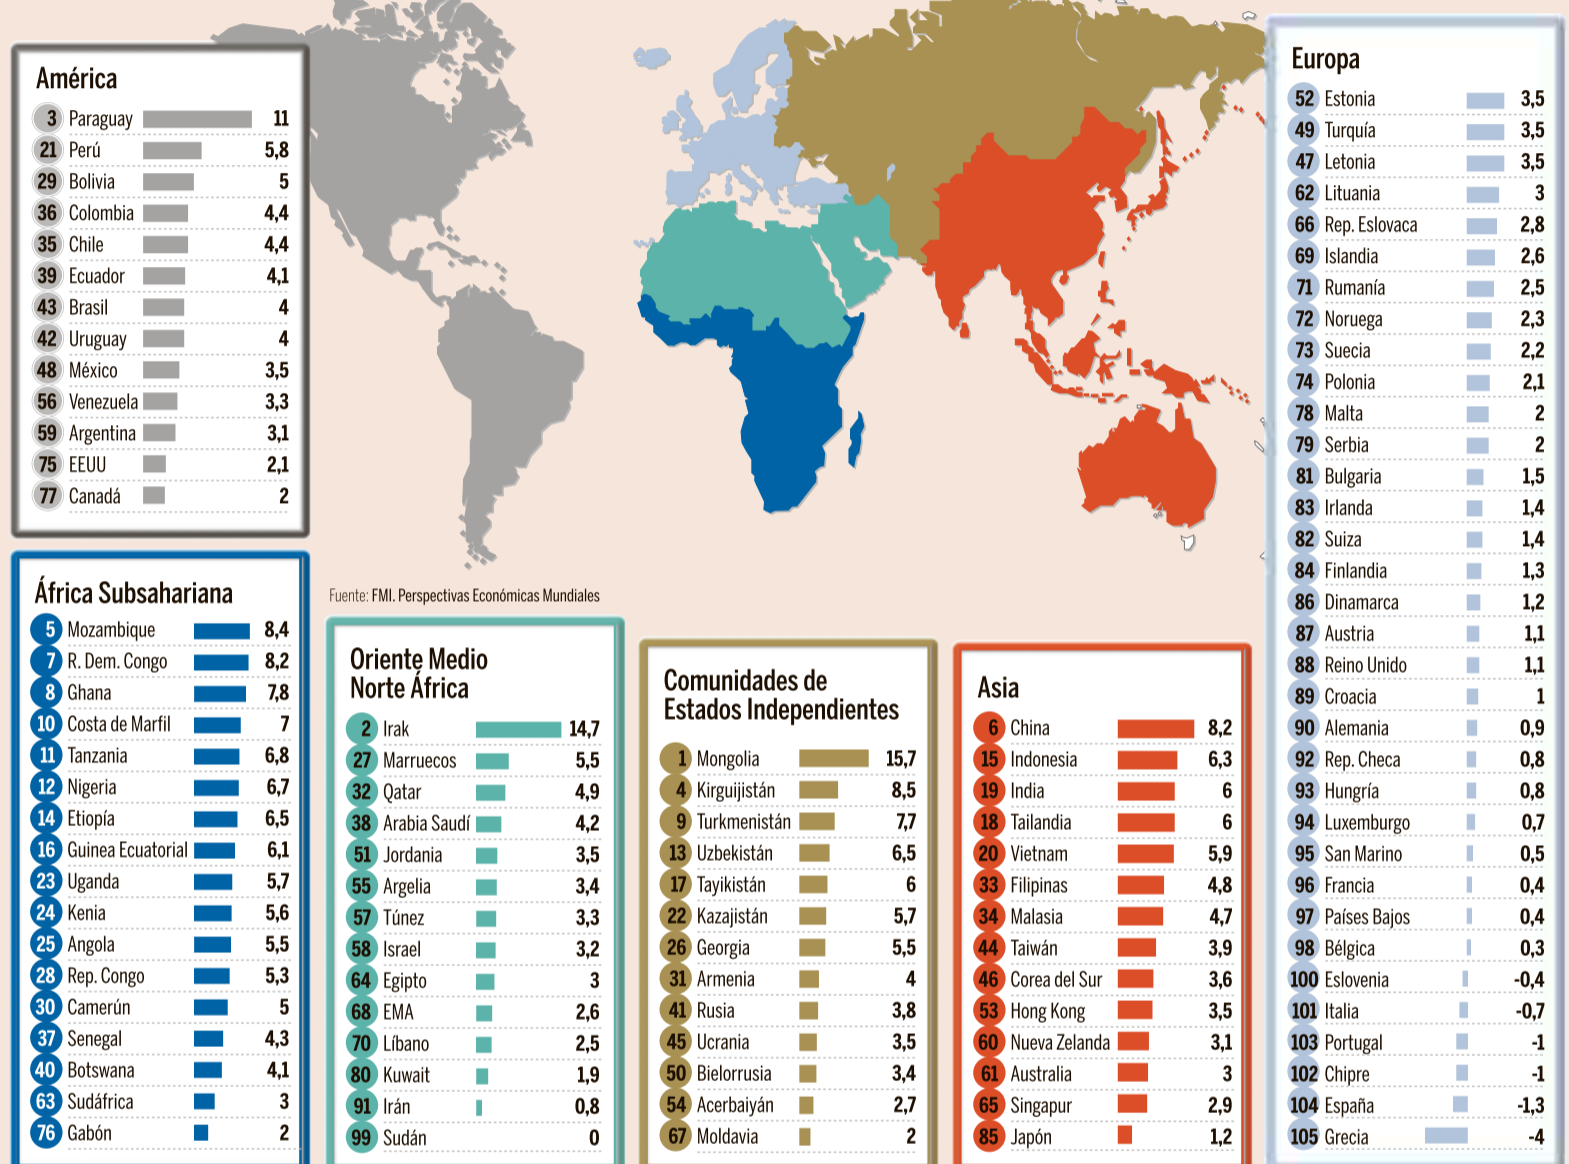 América
3 Paraguay 11
21 Perú 5,8
29 Bolivia 5
36 Colombia 4,4
35 Chile 4,4
39 Ecuador 4,1
43 Brasil 4
42 Uruguay 4
48 México 3,5
56 Venezuela 3,3
59 Argentina 3,1
75 EEUU 2,1
77 Canadá 2
África Subsahariana
5 Mozambique 8,4
7 R. Dem. Congo 8,2
8 Ghana 7,8
10 Costa de Marfil 7
11 Tanzania 6,8
12 Nigeria 6,7
14 Etiopía 6,5
16 Guinea Ecuatorial 6,1
23 Uganda 5,7
24 Kenia 5,6
25 Angola 5,5
28 Rep. Congo 5,3
30 Camerún 5
37 Senegal 4,3
40 Botswana 4,1
63 Sudáfrica 3
76 Gabón 2
Fuente: FMI. Perspectivas Económicas Mundiales
Oriente Medio
Norte África
2 Irak 14,7
27 Marruecos 5,5
32 Qatar 4,9
38 Arabia Saudí 4,2
51 Jordania 3,5
55 Argelia 3,4
57 Túnez 3,3
58 Israel 3,2
64 Egipto 3
68 EMA 2,6
70 Líbano 2,5
80 Kuwait 1,9
91 Irán 0,8
99 Sudán 0
Comunidades de
Estados Independientes
1 Mongolia 15,7
4 Kirguijistán 8,5
9 Turkmenistán 7,7
13 Uzbekistán 6,5
17 Tayikistán 6
22 Kazajistán 5,7
26 Georgia 5,5
31 Armenia 4
41 Rusia 3,8
45 Ucrania 3,5
50 Bielorrusia 3,4
54 Acerbaiyán 2,7
67 Moldavia 2
Asia
6 China 8,2
15 Indonesia 6,3
19 India 6
18 Tailandia 6
20 Vietnam 5,9
33 Filipinas 4,8
34 Malasia 4,7
44 Taiwán 3,9
46 Corea del Sur 3,6
53 Hong Kong 3,5
60 Nueva Zelanda 3,1
61 Australia 3
65 Singapur 2,9
85 Japón 1,2
Europa
52 Estonia 3,5
49 Turquía 3,5
47 Letonia 3,5
62 Lituania 3
66 Rep. Eslovaca 2,8
69 Islandia 2,6
71 Rumanía 2,5
72 Noruega 2,3
73 Suecia 2,2
74 Polonia 2,1
78 Malta 2
79 Serbia 2
81 Bulgaria 1,5
83 Irlanda 1,4
82 Suiza 1,4
84 Finlandia 1,3
86 Dinamarca 1,2
87 Austria 1,1
88 Reino Unido 1,1
89 Croacia 1
90 Alemania 0,9
92 Rep. Checa 0,8
93 Hungría 0,8
94 Luxemburgo 0,7
95 San Marino 0,5
96 Francia 0,4
97 Países Bajos 0,4
98 Bélgica 0,3
100 Eslovenia -0,4
101 Italia -0,7
103 Portugal -1
102 Chipre -1
104 España -1,3
105 Grecia -4